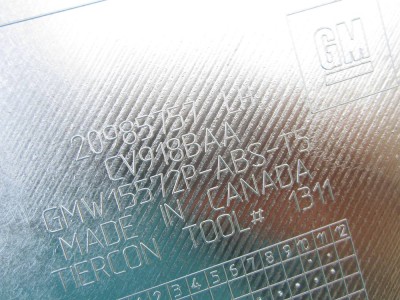 GM
20985757 LH
CV918BAA
GMW15572P-ABS-T5
MADE IN CANADA
TIERCON TOOL# 1311
1 2 3 4 5 6 7 8 9 10 11 12